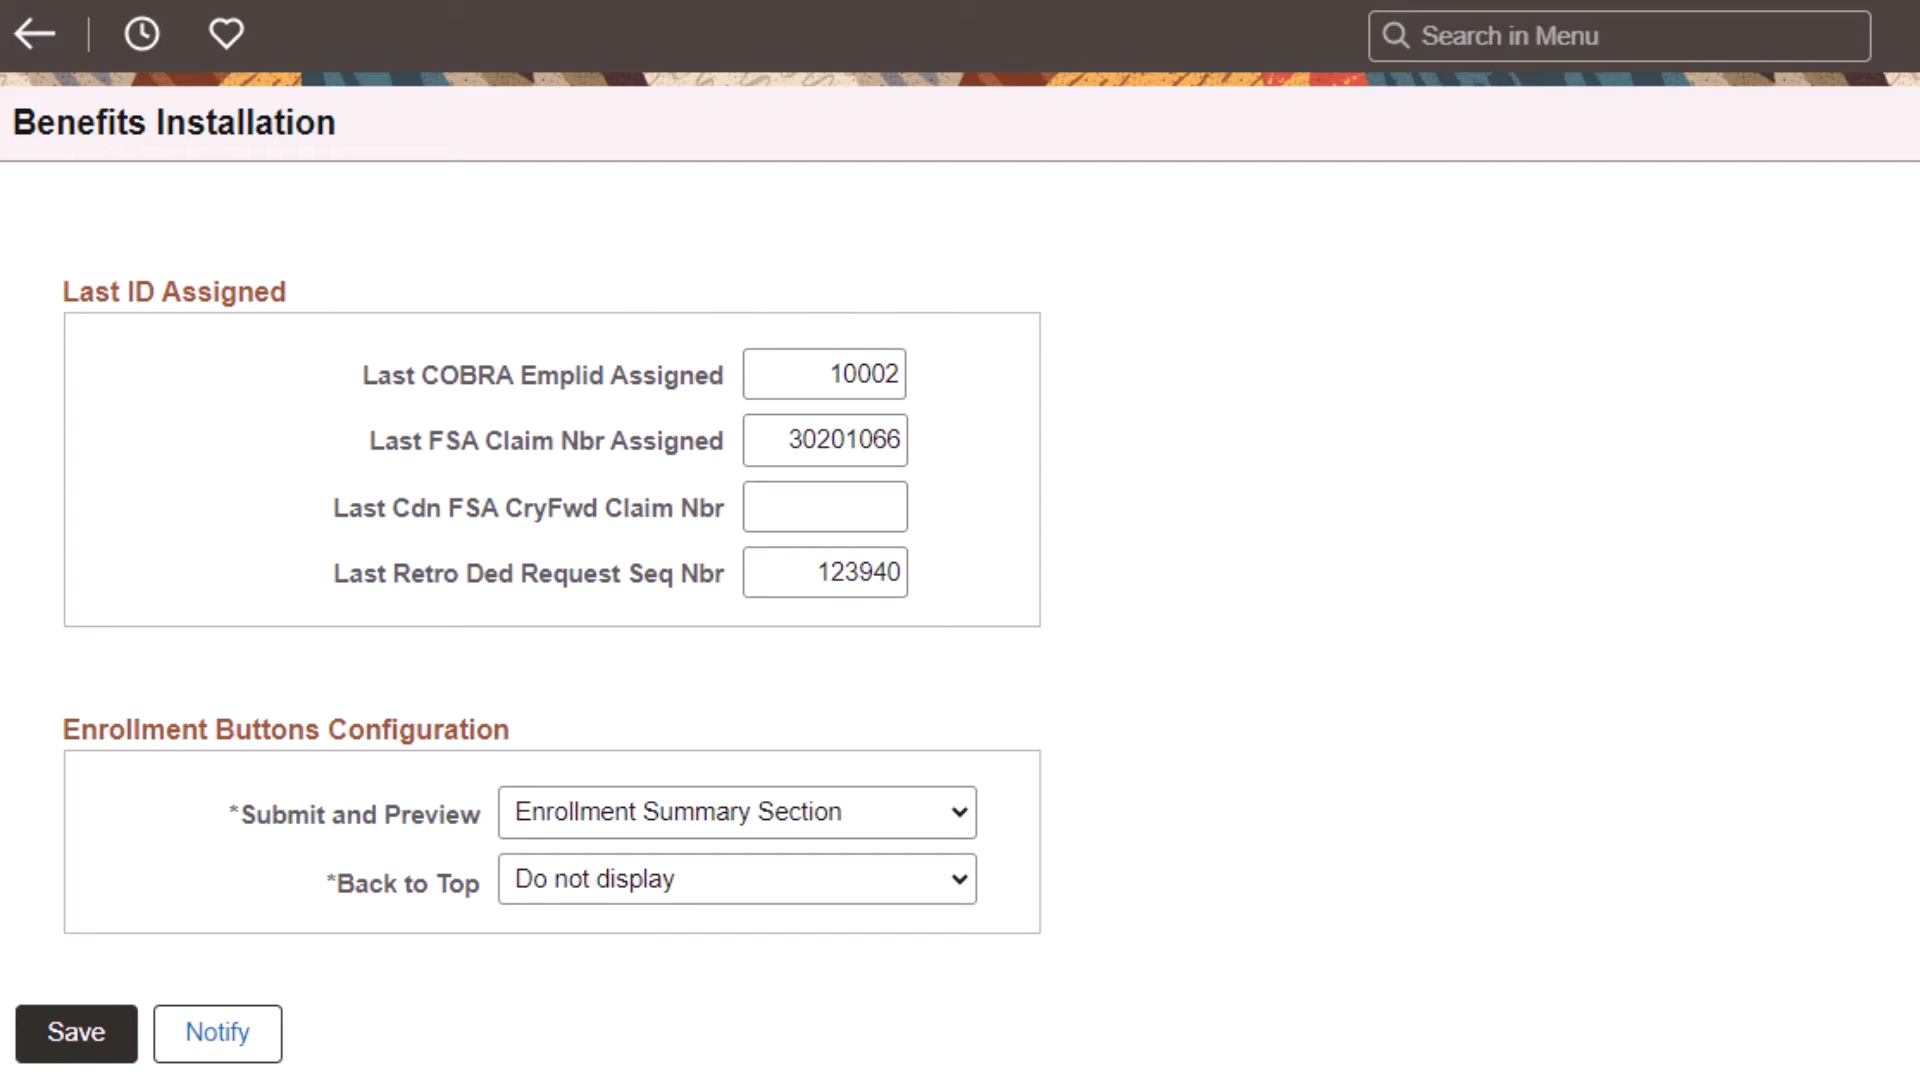 Search in Menu
Benefits Installation
Last ID Assigned
Last COBRA Emplid Assigned 10002
Last FSA Claim Nbr Assigned 30201066
Last Cdn FSA CryFwd Claim Nbr
Last Retro Ded Request Seq Nbr 123940
Enrollment Buttons Configuration
*Submit and Preview Enrollment Summary Section
*Back to Top Do not display
Save Notify